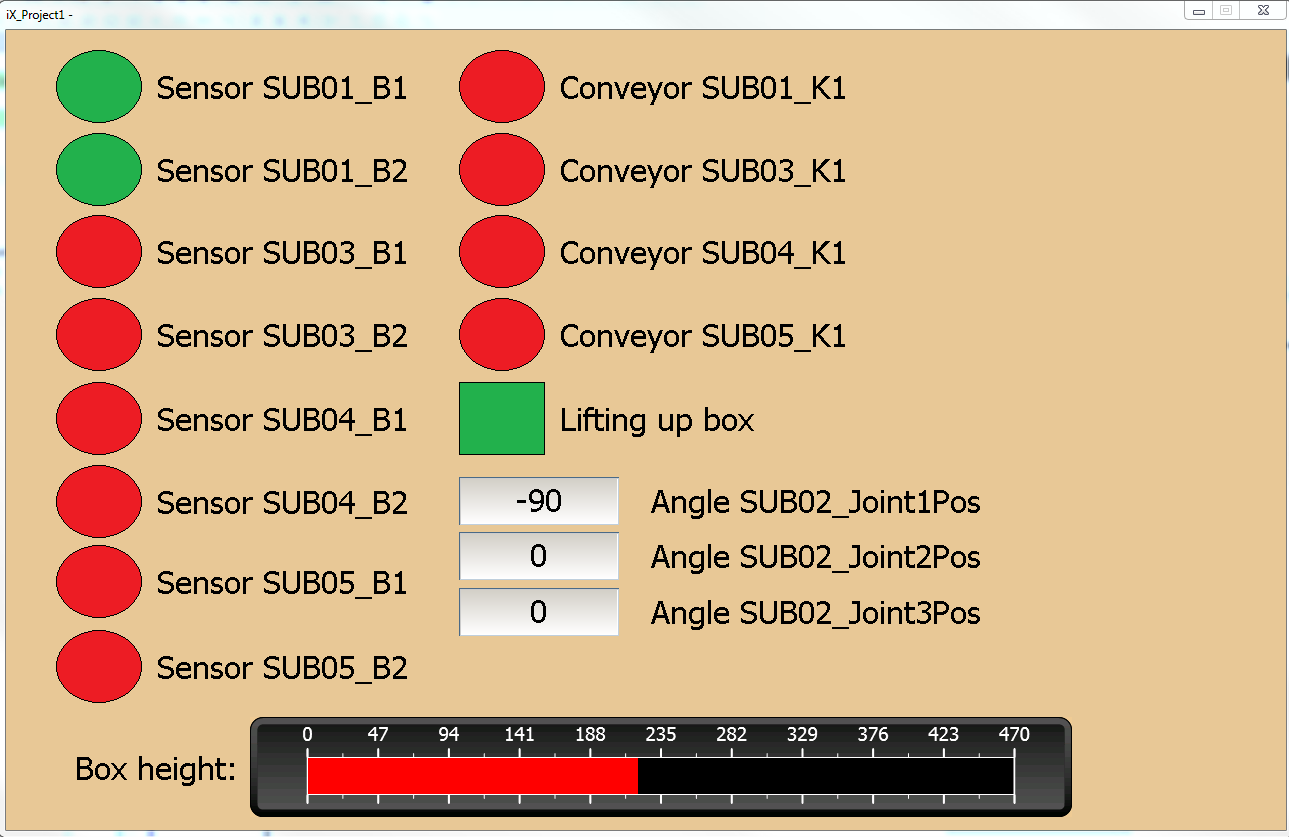 iX_Project1 -
Sensor SUB01_B1
Conveyor SUB01_K1
Sensor SUB01_B2
Conveyor SUB03_K1
Sensor SUB03_B1
Conveyor SUB04_K1
Sensor SUB03_B2
Conveyor SUB05_K1
Sensor SUB04_B1
Lifting up box
Sensor SUB04_B2
-90 Angle SUB02_Joint1Pos
0 Angle SUB02_Joint2Pos
Sensor SUB05_B1
0 Angle SUB02_Joint3Pos
Sensor SUB05_B2
0 47 94 141 188 235 282 329 376 423 470
Box height: